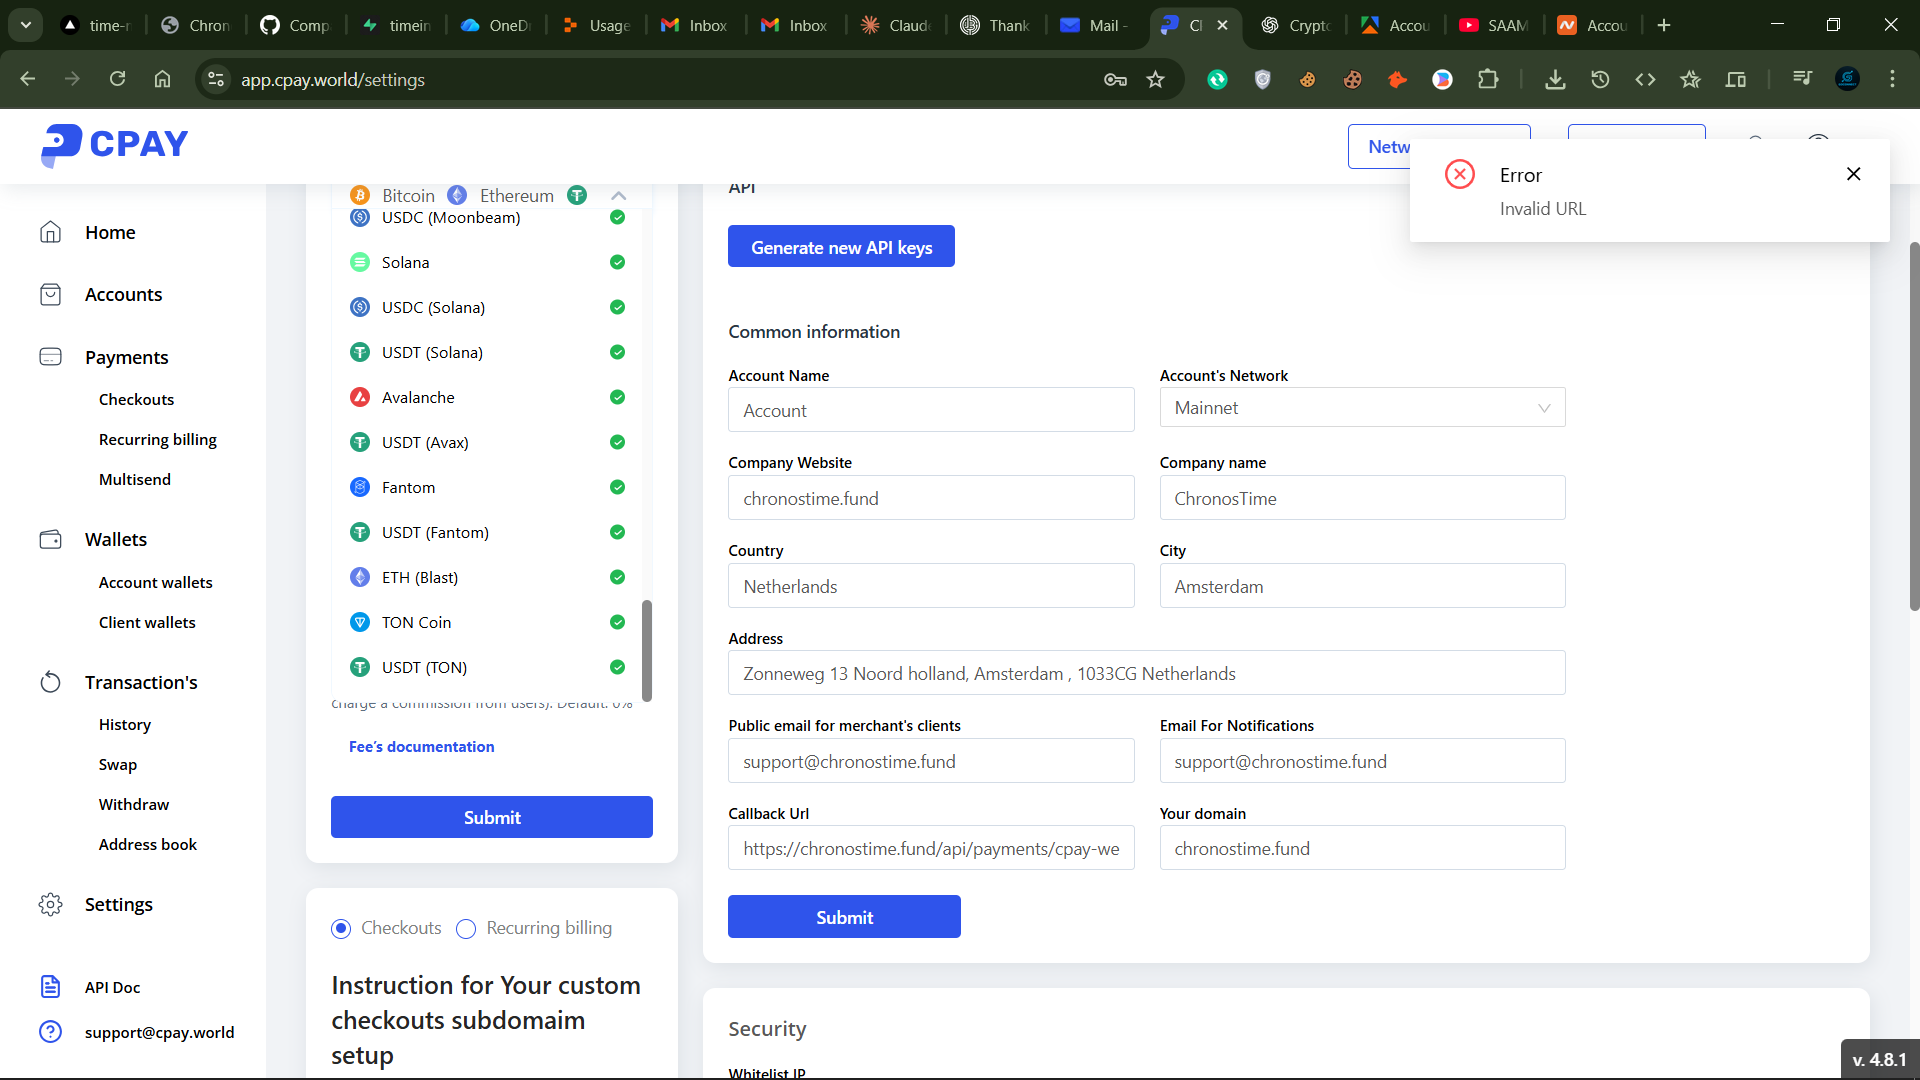 time-
Chron
Comp
timein
OneD
Usage
Inbox
Inbox
Claude
Thank
Mail -
Cl
Crypto
Accou
SAAM
Accou
app.cpay.world/settings
CPAY
Netw
Error
Invalid URL
Home
Accounts
Payments
Checkouts
Recurring billing
Multisend
Wallets
Account wallets
Client wallets
Transaction's
History
Swap
Withdraw
Address book
Settings
API Doc
support@cpay.world
Bitcoin Ethereum
USDC (Moonbeam)
Solana
USDC (Solana)
USDT (Solana)
Avalanche
USDT (Avax)
Fantom
USDT (Fantom)
ETH (Blast)
TON Coin
USDT (TON)
charge a commission from users). Default: 0%
Fee's documentation
Submit
Checkouts Recurring billing
Instruction for Your custom
checkouts subdomaim
setup
API
Generate new API keys
Common information
Account Name
Account
Account's Network
Mainnet
Company Website
chronostime.fund
Company name
ChronosTime
Country
Netherlands
City
Amsterdam
Address
Zonneweg 13 Noord holland, Amsterdam , 1033CG Netherlands
Public email for merchant's clients
support@chronostime.fund
Email For Notifications
support@chronostime.fund
Callback Url
https://chronostime.fund/api/payments/cpay-we
Your domain
chronostime.fund
Submit
Security
Whitelist IP
v. 4.8.1